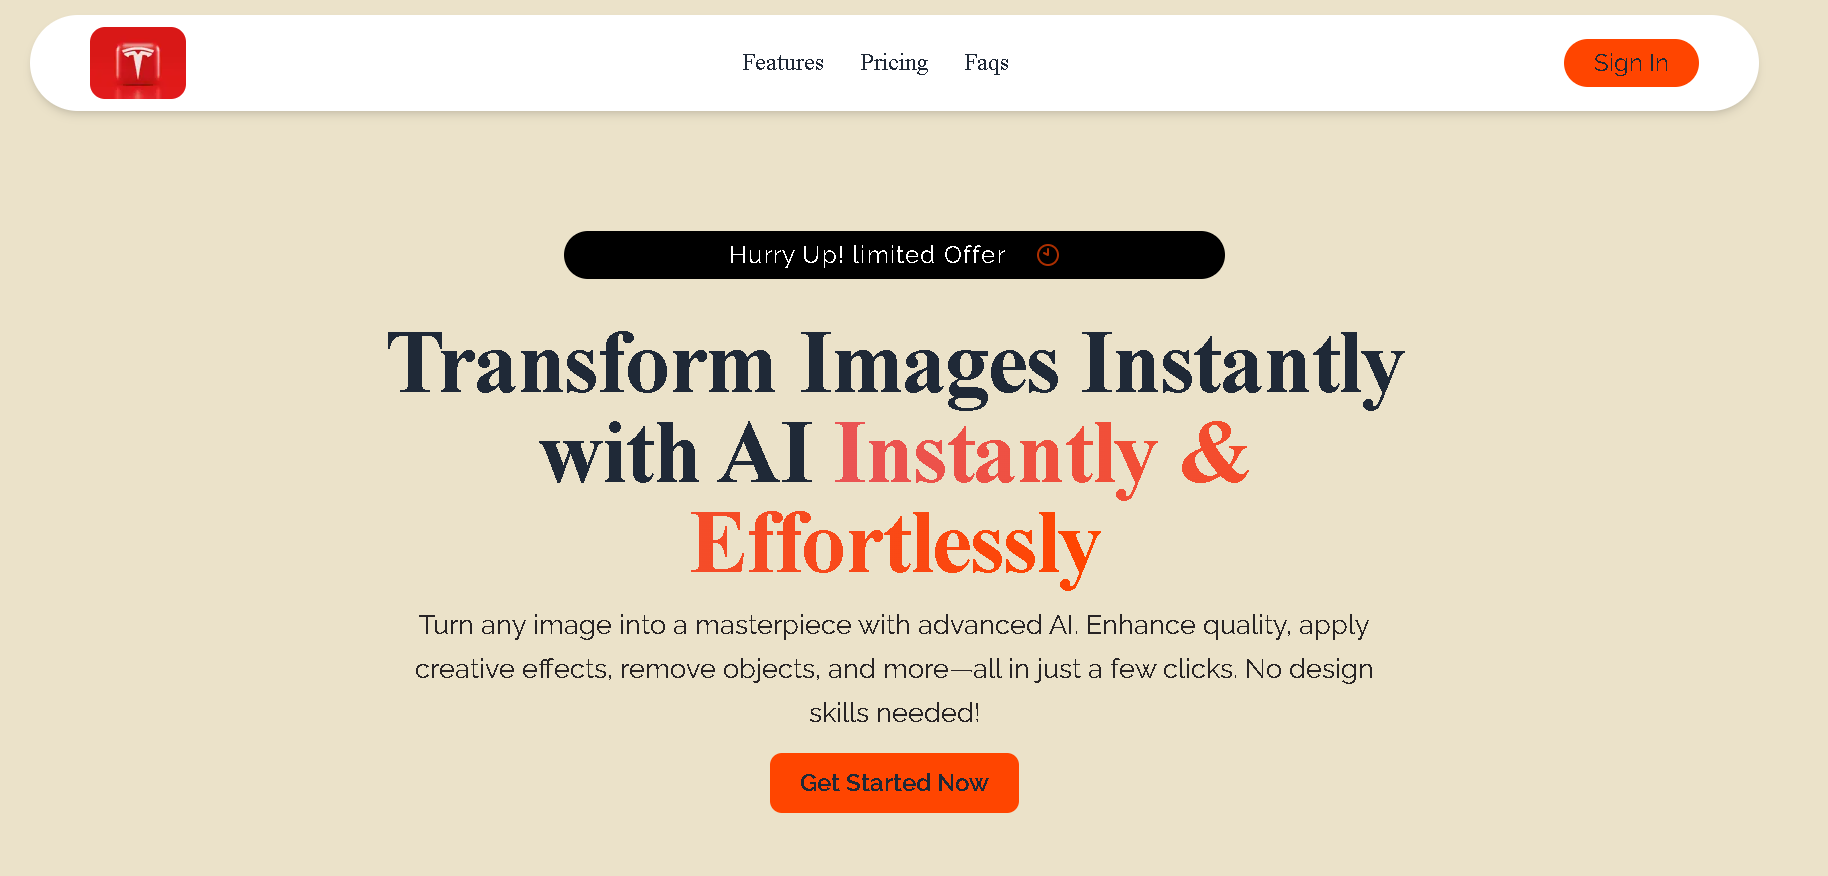 Features Pricing Faqs
Sign In
Hurry Up! limited Offer
Transform Images Instantly
with AI Instantly &
Effortlessly
Turn any image into a masterpiece with advanced AI. Enhance quality, apply
creative effects, remove objects, and more—all in just a few clicks. No design
skills needed!
Get Started Now